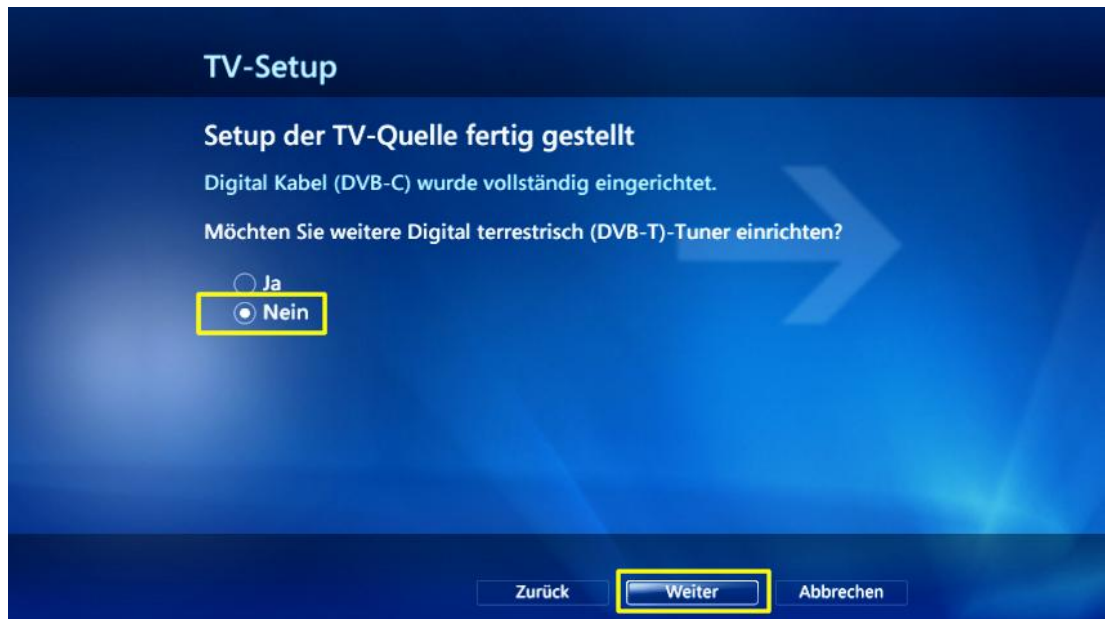 TV-Setup
Setup der TV-Quelle fertig gestellt
Digital Kabel (DVB-C) wurde vollständig eingerichtet.
Möchten Sie weitere Digital terrestrisch (DVB-T)-Tuner einrichten?
Ja
Nein
Zurück Weiter Abbrechen